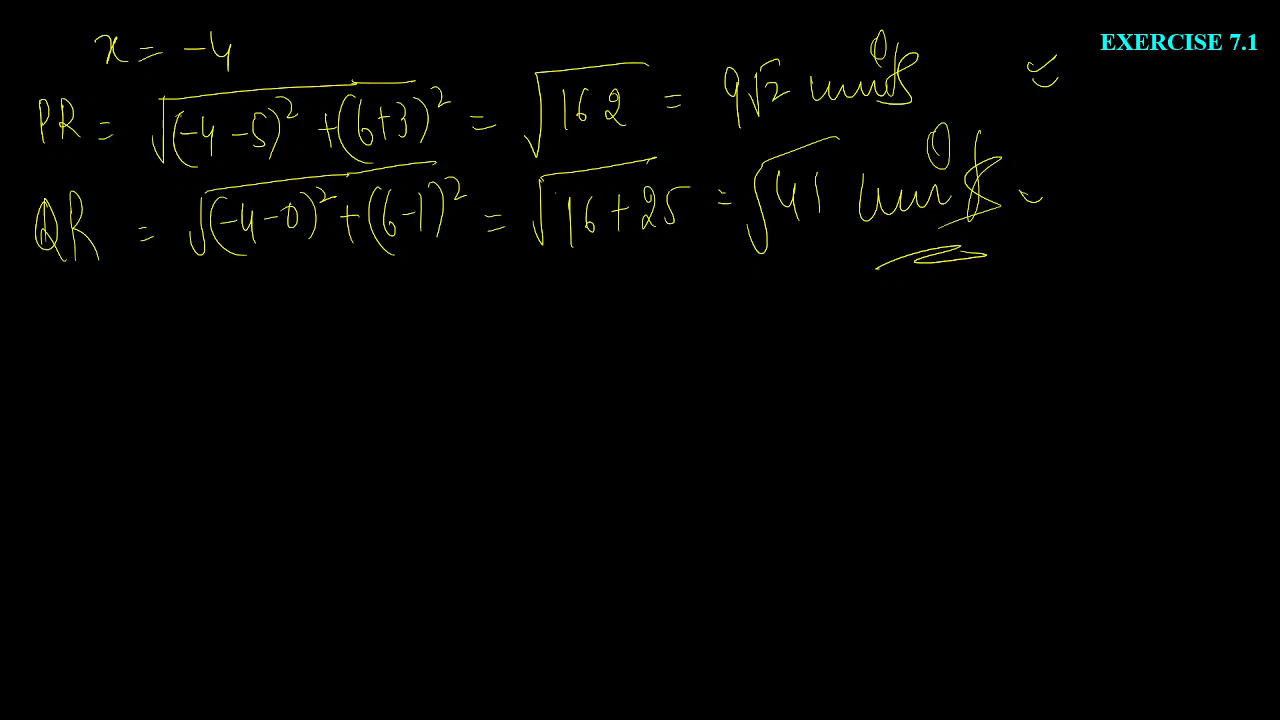 EXERCISE 7.1
x = -4
PR = √(-4-5)² + (6+3)² = √162 = 9√2 units
QR = √(-4-0)² + (6-1)² = √16+25 = √41 units